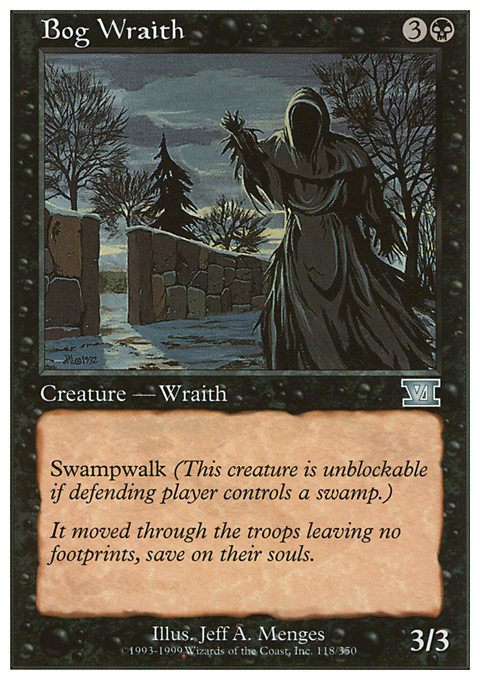 Bog Wraith 3
©1992
Creature — Wraith VI
Swampwalk (This creature is unblockable
if defending player controls a swamp.)
It moved through the troops leaving no
footprints, save on their souls.
Illus. Jeff A. Menges
©1993-1999 Wizards of the Coast, Inc. 118/350
3/3